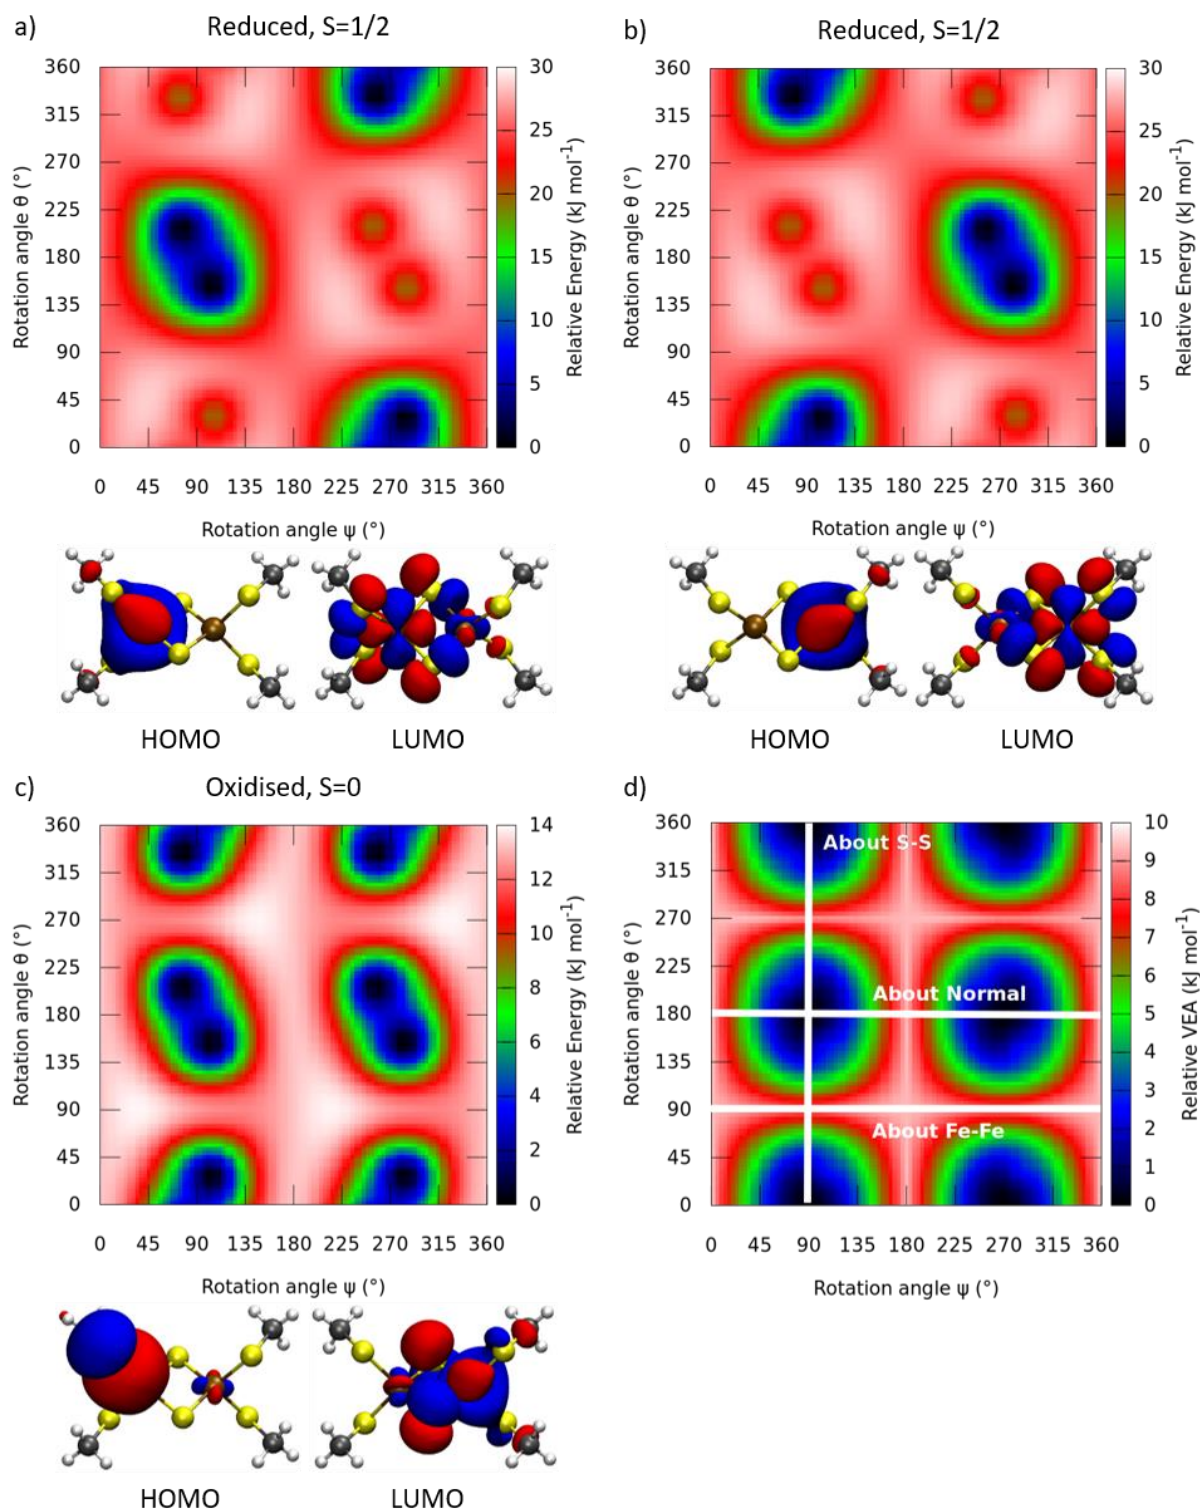 a)
Reduced, S=1/2
360
315
270
225
180
135
90
45
0
Rotation angle θ (°)
0 45 90 135 180 225 270 315 360
Rotation angle ψ (°)
30
25
20
15
10
5
0
Relative Energy (kJ mol⁻¹)
HOMO
LUMO
b)
Reduced, S=1/2
360
315
270
225
180
135
90
45
0
Rotation angle θ (°)
0 45 90 135 180 225 270 315 360
Rotation angle ψ (°)
30
25
20
15
10
5
0
Relative Energy (kJ mol⁻¹)
HOMO
LUMO
c)
Oxidised, S=0
360
315
270
225
180
135
90
45
0
Rotation angle θ (°)
0 45 90 135 180 225 270 315 360
Rotation angle ψ (°)
14
12
10
8
6
4
2
0
Relative Energy (kJ mol⁻¹)
HOMO
LUMO
d)
360
315
270
225
180
135
90
45
0
Rotation angle θ (°)
About S-S
About Normal
About Fe-Fe
0 45 90 135 180 225 270 315 360
Rotation angle ψ (°)
10
9
8
7
6
5
4
3
2
1
0
Relative VEA (kJ mol⁻¹)